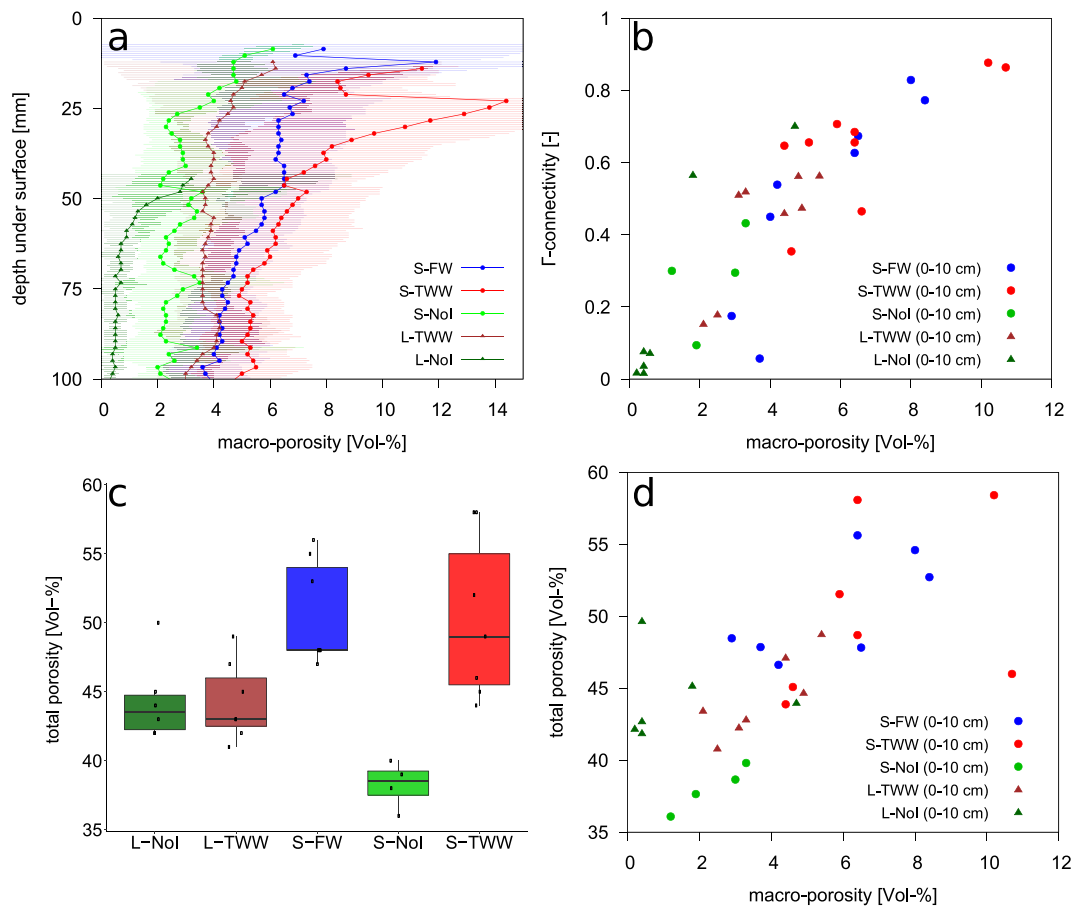 a
0
25
50
75
100
depth under surface [mm]
0 2 4 6 8 10 12 14
macro-porosity [Vol-%]
S-FW
S-TWW
S-NoI
L-TWW
L-NoI
b
1
0.8
0.6
0.4
0.2
0
Γ-connectivity [-]
0 2 4 6 8 10 12
macro-porosity [Vol-%]
S-FW (0-10 cm)
S-TWW (0-10 cm)
S-NoI (0-10 cm)
L-TWW (0-10 cm)
L-NoI (0-10 cm)
c
60
55
50
45
40
35
total porosity [Vol−%]
L−NoI L−TWW S−FW S−NoI S−TWW
d
60
55
50
45
40
35
total porosity [Vol-%]
0 2 4 6 8 10 12
macro-porosity [Vol-%]
S-FW (0-10 cm)
S-TWW (0-10 cm)
S-NoI (0-10 cm)
L-TWW (0-10 cm)
L-NoI (0-10 cm)